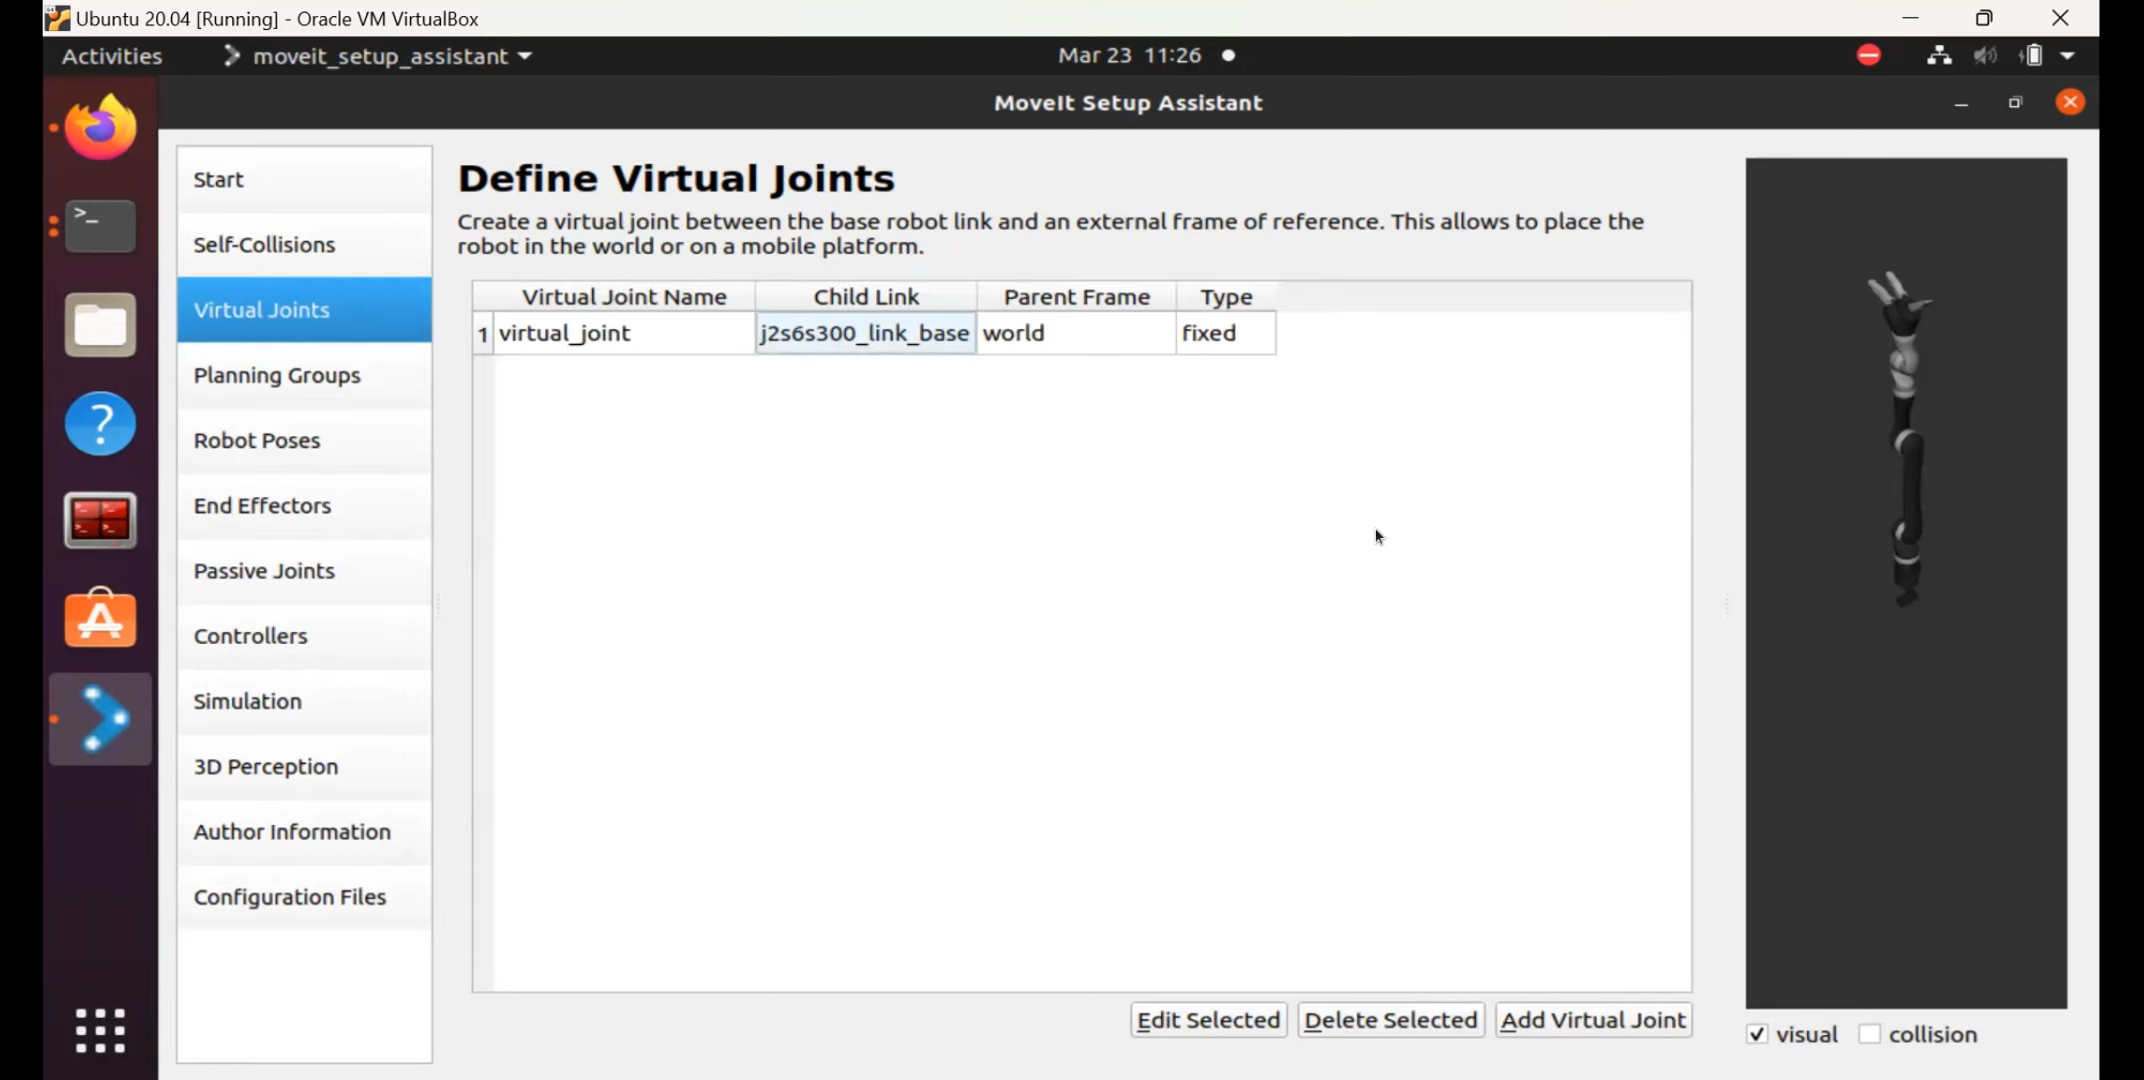 Ubuntu 20.04 [Running] - Oracle VM VirtualBox
Activities moveit_setup_assistant Mar 23 11:26
MoveIt Setup Assistant
Start
Self-Collisions
Virtual Joints
Planning Groups
Robot Poses
End Effectors
Passive Joints
Controllers
Simulation
3D Perception
Author Information
Configuration Files
Define Virtual Joints
Create a virtual joint between the base robot link and an external frame of reference. This allows to place the
robot in the world or on a mobile platform.
Virtual Joint Name Child Link Parent Frame Type
1 virtual_joint j2s6s300_link_base world fixed
Edit Selected Delete Selected Add Virtual Joint
visual collision